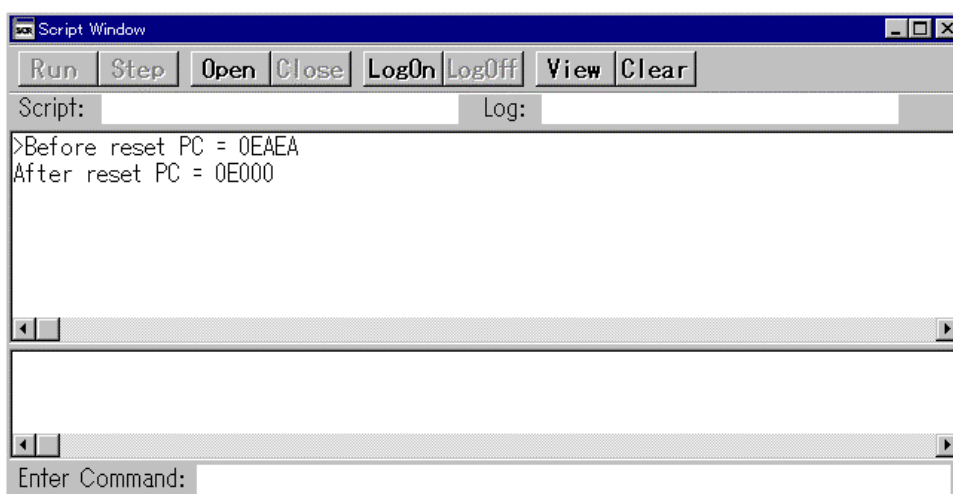 SCR Script Window
Run Step Open Close LogOn LogOff View Clear
Script: Log:
>Before reset PC = 0EAEA
After reset PC = 0E000
Enter Command: